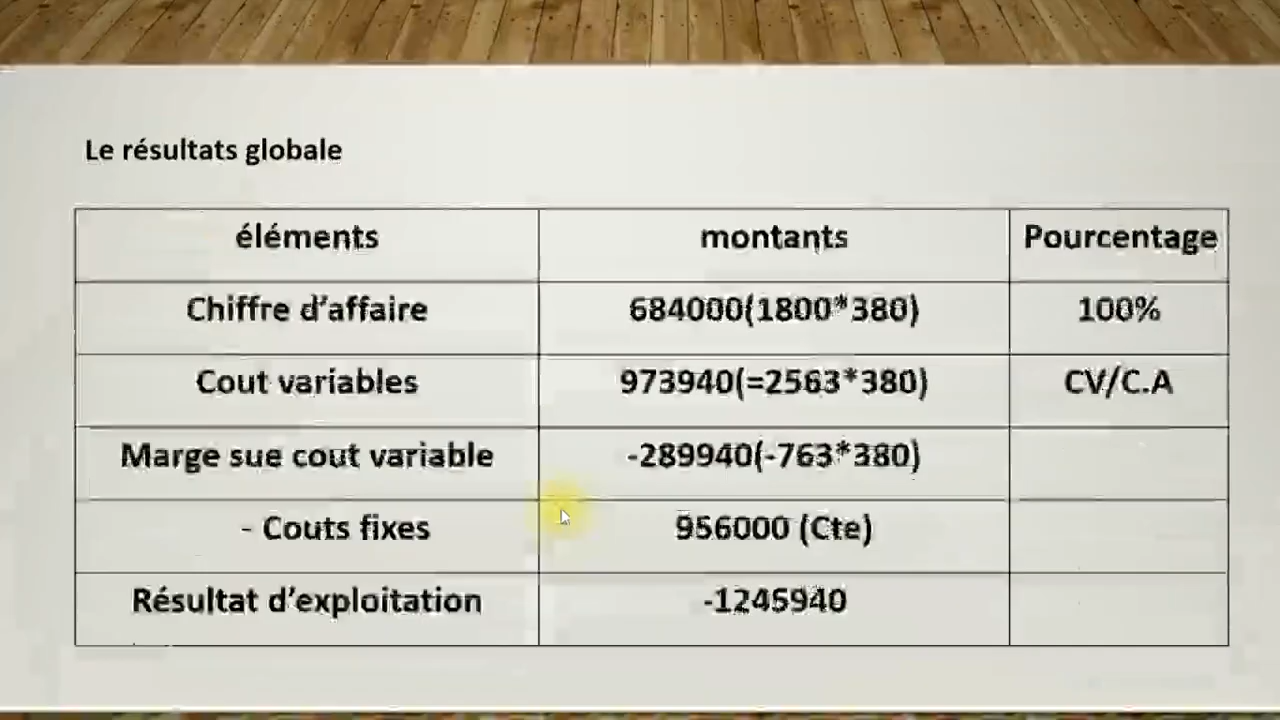 Le résultats globale
éléments montants Pourcentage
Chiffre d'affaire 684000(1800*380) 100%
Cout variables 973940(=2563*380) CV/C.A
Marge sue cout variable -289940(-763*380)
- Couts fixes 956000 (Cte)
Résultat d'exploitation -1245940